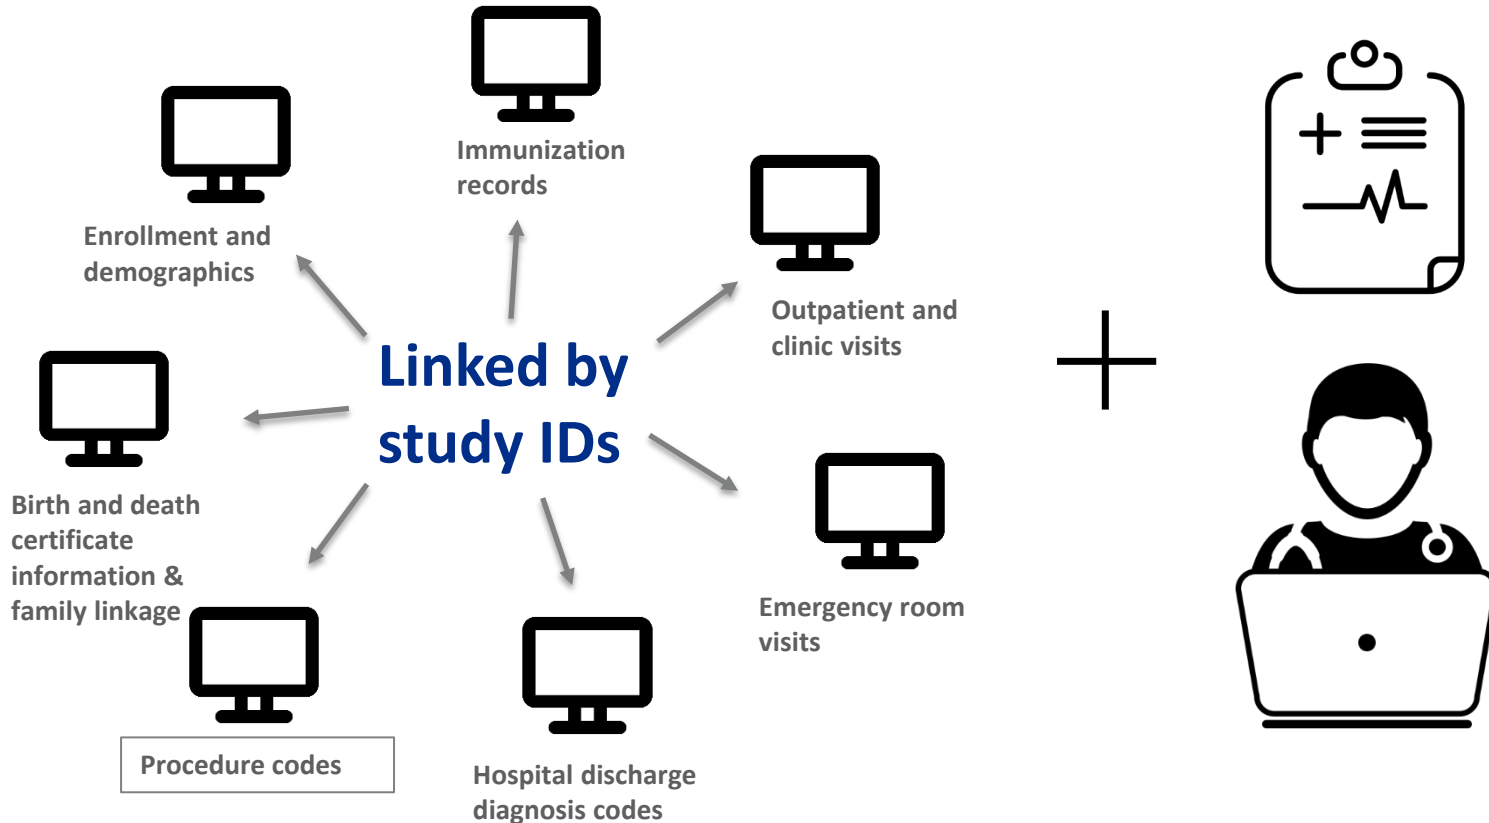 Immunization
records
Enrollment and
demographics
Outpatient and
clinic visits
Linked by
study IDs
Birth and death
certificate
information &
family linkage
Emergency room
visits
Procedure codes
Hospital discharge
diagnosis codes